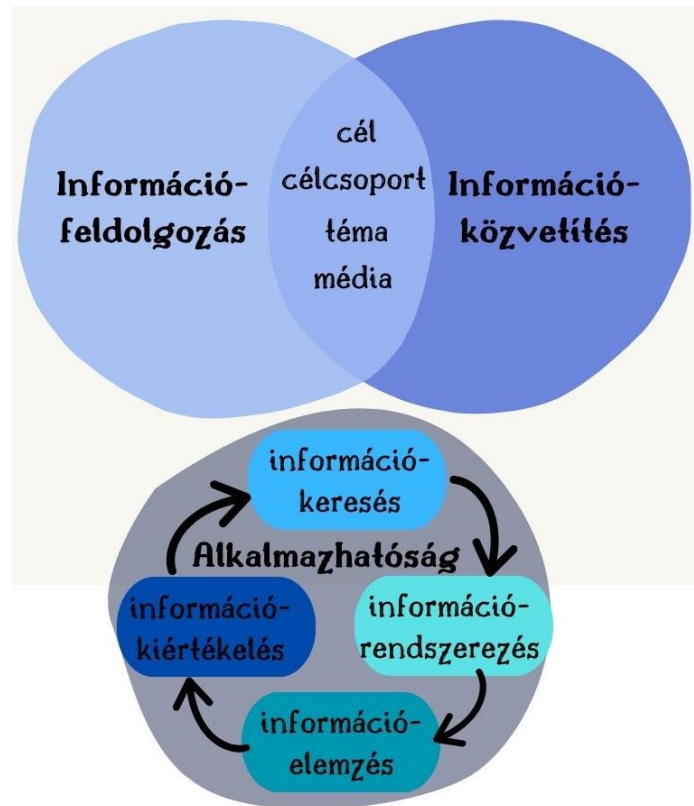 Információ-
feldolgozás
cél
célcsoport
téma
média
Információ-
közvetítés
információ-
keresés
Alkalmazhatóság
információ-
kiértékelés
információ-
rendszerezés
információ-
elemzés